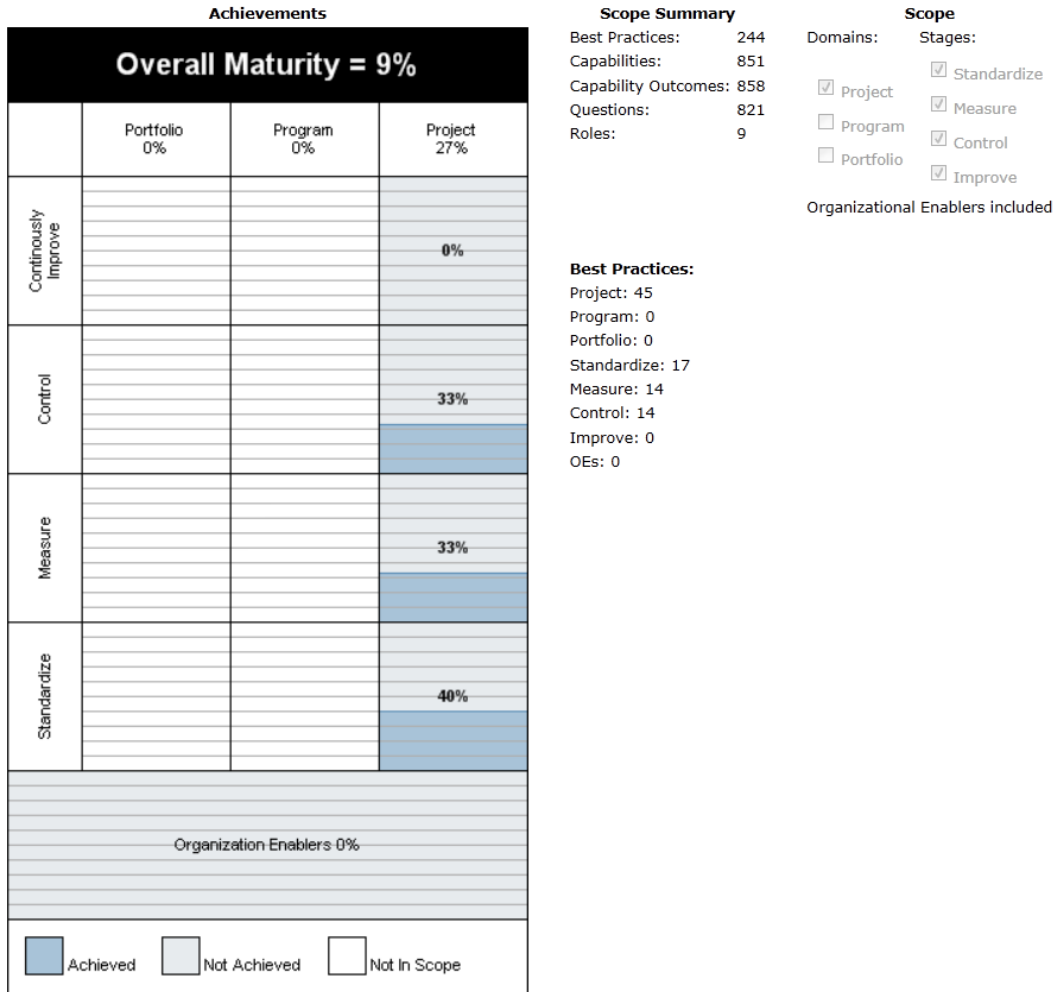 Achievements
Overall Maturity = 9%
Portfolio
0%
Program
0%
Project
27%
Continously
Improve
0%
Control
33%
Measure
33%
Standardize
40%
Organization Enablers 0%
Achieved
Not Achieved
Not In Scope
Scope Summary
Best Practices: 244
Capabilities: 851
Capability Outcomes: 858
Questions: 821
Roles: 9
Scope
Domains: Stages:
Project
Program
Portfolio
Standardize
Measure
Control
Improve
Organizational Enablers included
Best Practices:
Project: 45
Program: 0
Portfolio: 0
Standardize: 17
Measure: 14
Control: 14
Improve: 0
OEs: 0